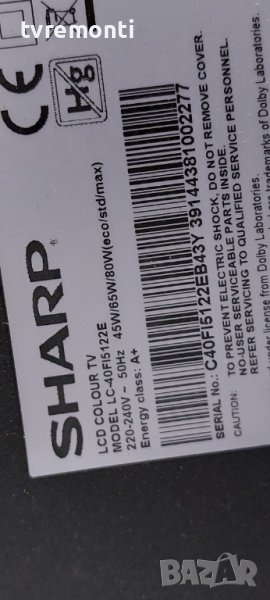 tvremonti
CE
Hg
SHARP®
LCD COLOUR TV
MODEL LC-40FI5122E
220-240V ~ 50Hz 45W/65W/80W(eco/std/max)
Energy class: A+
SERIAL No.: C40FI5122EB43Y 39144381002277
CAUTION: TO PREVENT ELECTRIC SHOCK, DO NOT REMOVE COVER.
NO-USER SERVICEABLE PARTS INSIDE.
REFER SERVICING TO QUALIFIED SERVICE PERSONNEL.
under license from Dolby Laboratories.
trademarks of Dolby Laboratories.
BAZAR